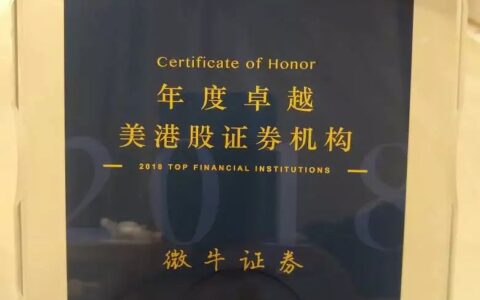 Certificate of Honor
年度卓越
美港股证券机构
2018 TOP FINANCIAL INSTITUTIONS
2018
微牛证券